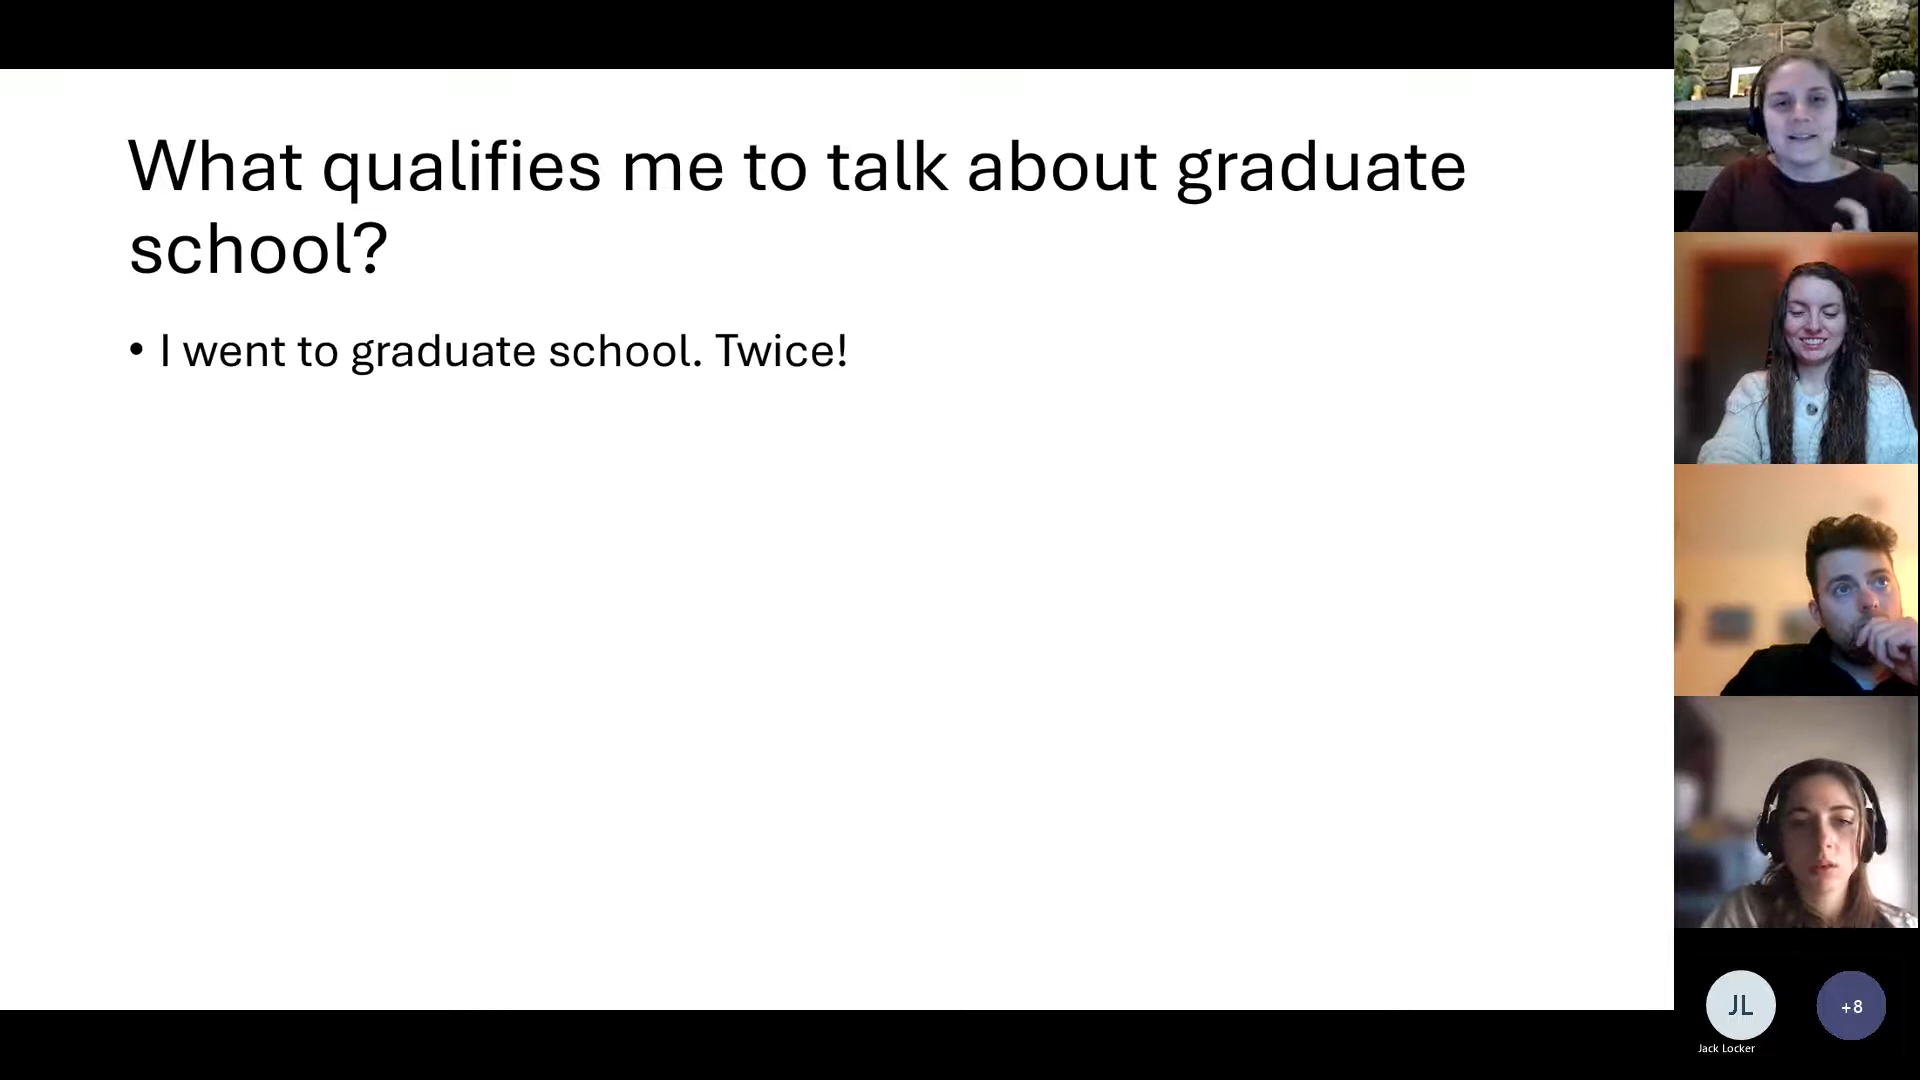 What qualifies me to talk about graduate
school?
• I went to graduate school. Twice!
JL
+8
Jack Locker